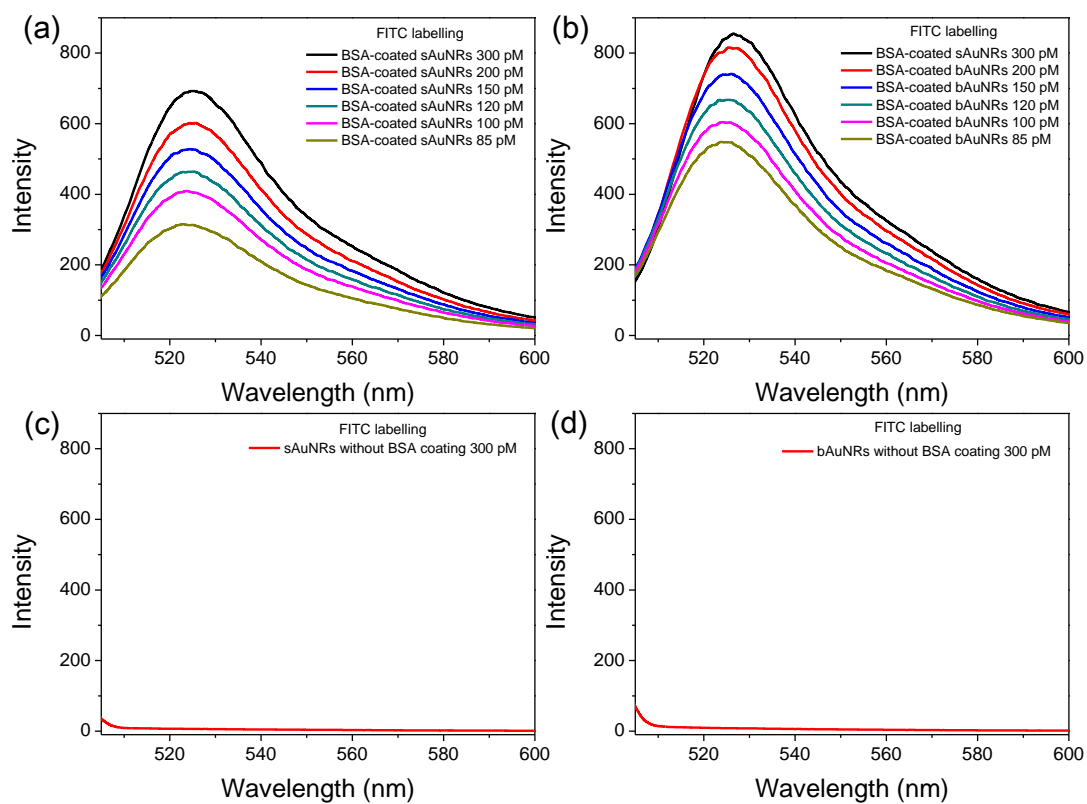 (a)
FITC labelling
BSA-coated sAuNRs 300 pM
BSA-coated sAuNRs 200 pM
BSA-coated sAuNRs 150 pM
BSA-coated sAuNRs 120 pM
BSA-coated sAuNRs 100 pM
BSA-coated sAuNRs 85 pM
800
600
400
200
0
Intensity
520 540 560 580 600
Wavelength (nm)
(b)
FITC labelling
BSA-coated sAuNRs 300 pM
BSA-coated bAuNRs 200 pM
BSA-coated bAuNRs 150 pM
BSA-coated bAuNRs 120 pM
BSA-coated bAuNRs 100 pM
BSA-coated bAuNRs 85 pM
800
600
400
200
0
Intensity
520 540 560 580 600
Wavelength (nm)
(c)
FITC labelling
sAuNRs without BSA coating 300 pM
800
600
400
200
0
Intensity
520 540 560 580 600
Wavelength (nm)
(d)
FITC labelling
bAuNRs without BSA coating 300 pM
800
600
400
200
0
Intensity
520 540 560 580 600
Wavelength (nm)